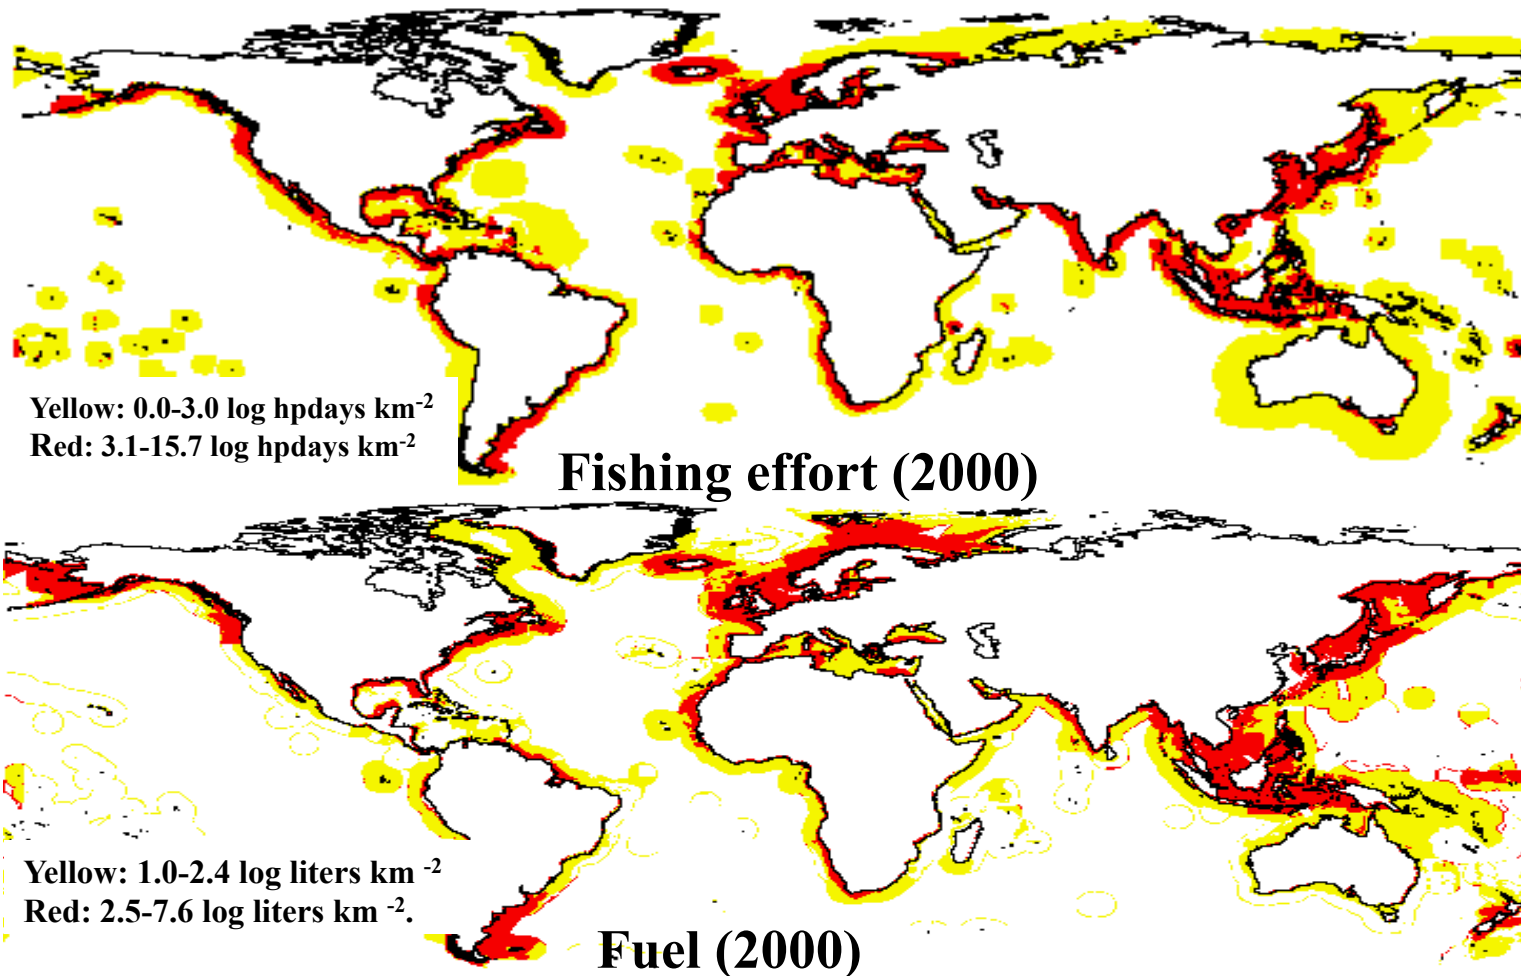 Yellow: 0.0-3.0 log hpdays km-2
Red: 3.1-15.7 log hpdays km-2
Fishing effort (2000)
Yellow: 1.0-2.4 log liters km -2
Red: 2.5-7.6 log liters km -2.
Fuel (2000)